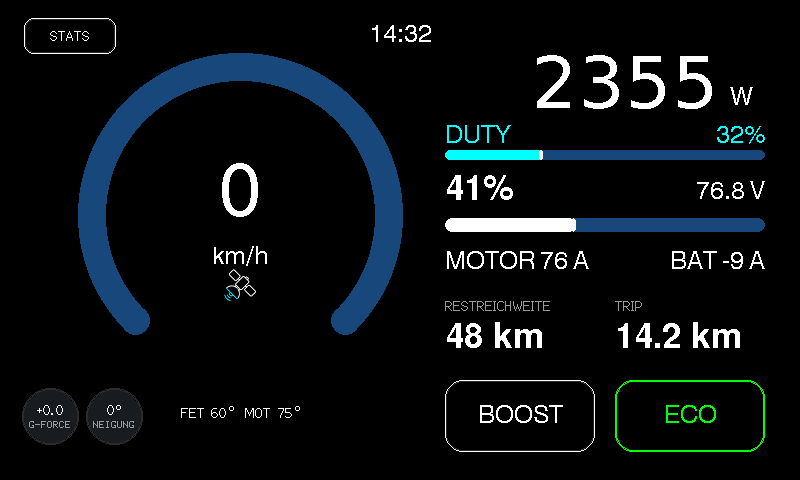 STATS
14:32
2355 W
DUTY 32%
0
km/h
41% 76.8 V
MOTOR 76 A BAT -9 A
RESTREICHWEITE TRIP
48 km 14.2 km
+0.0
G-FORCE
0°
NEIGUNG
FET 60° MOT 75°
BOOST ECO